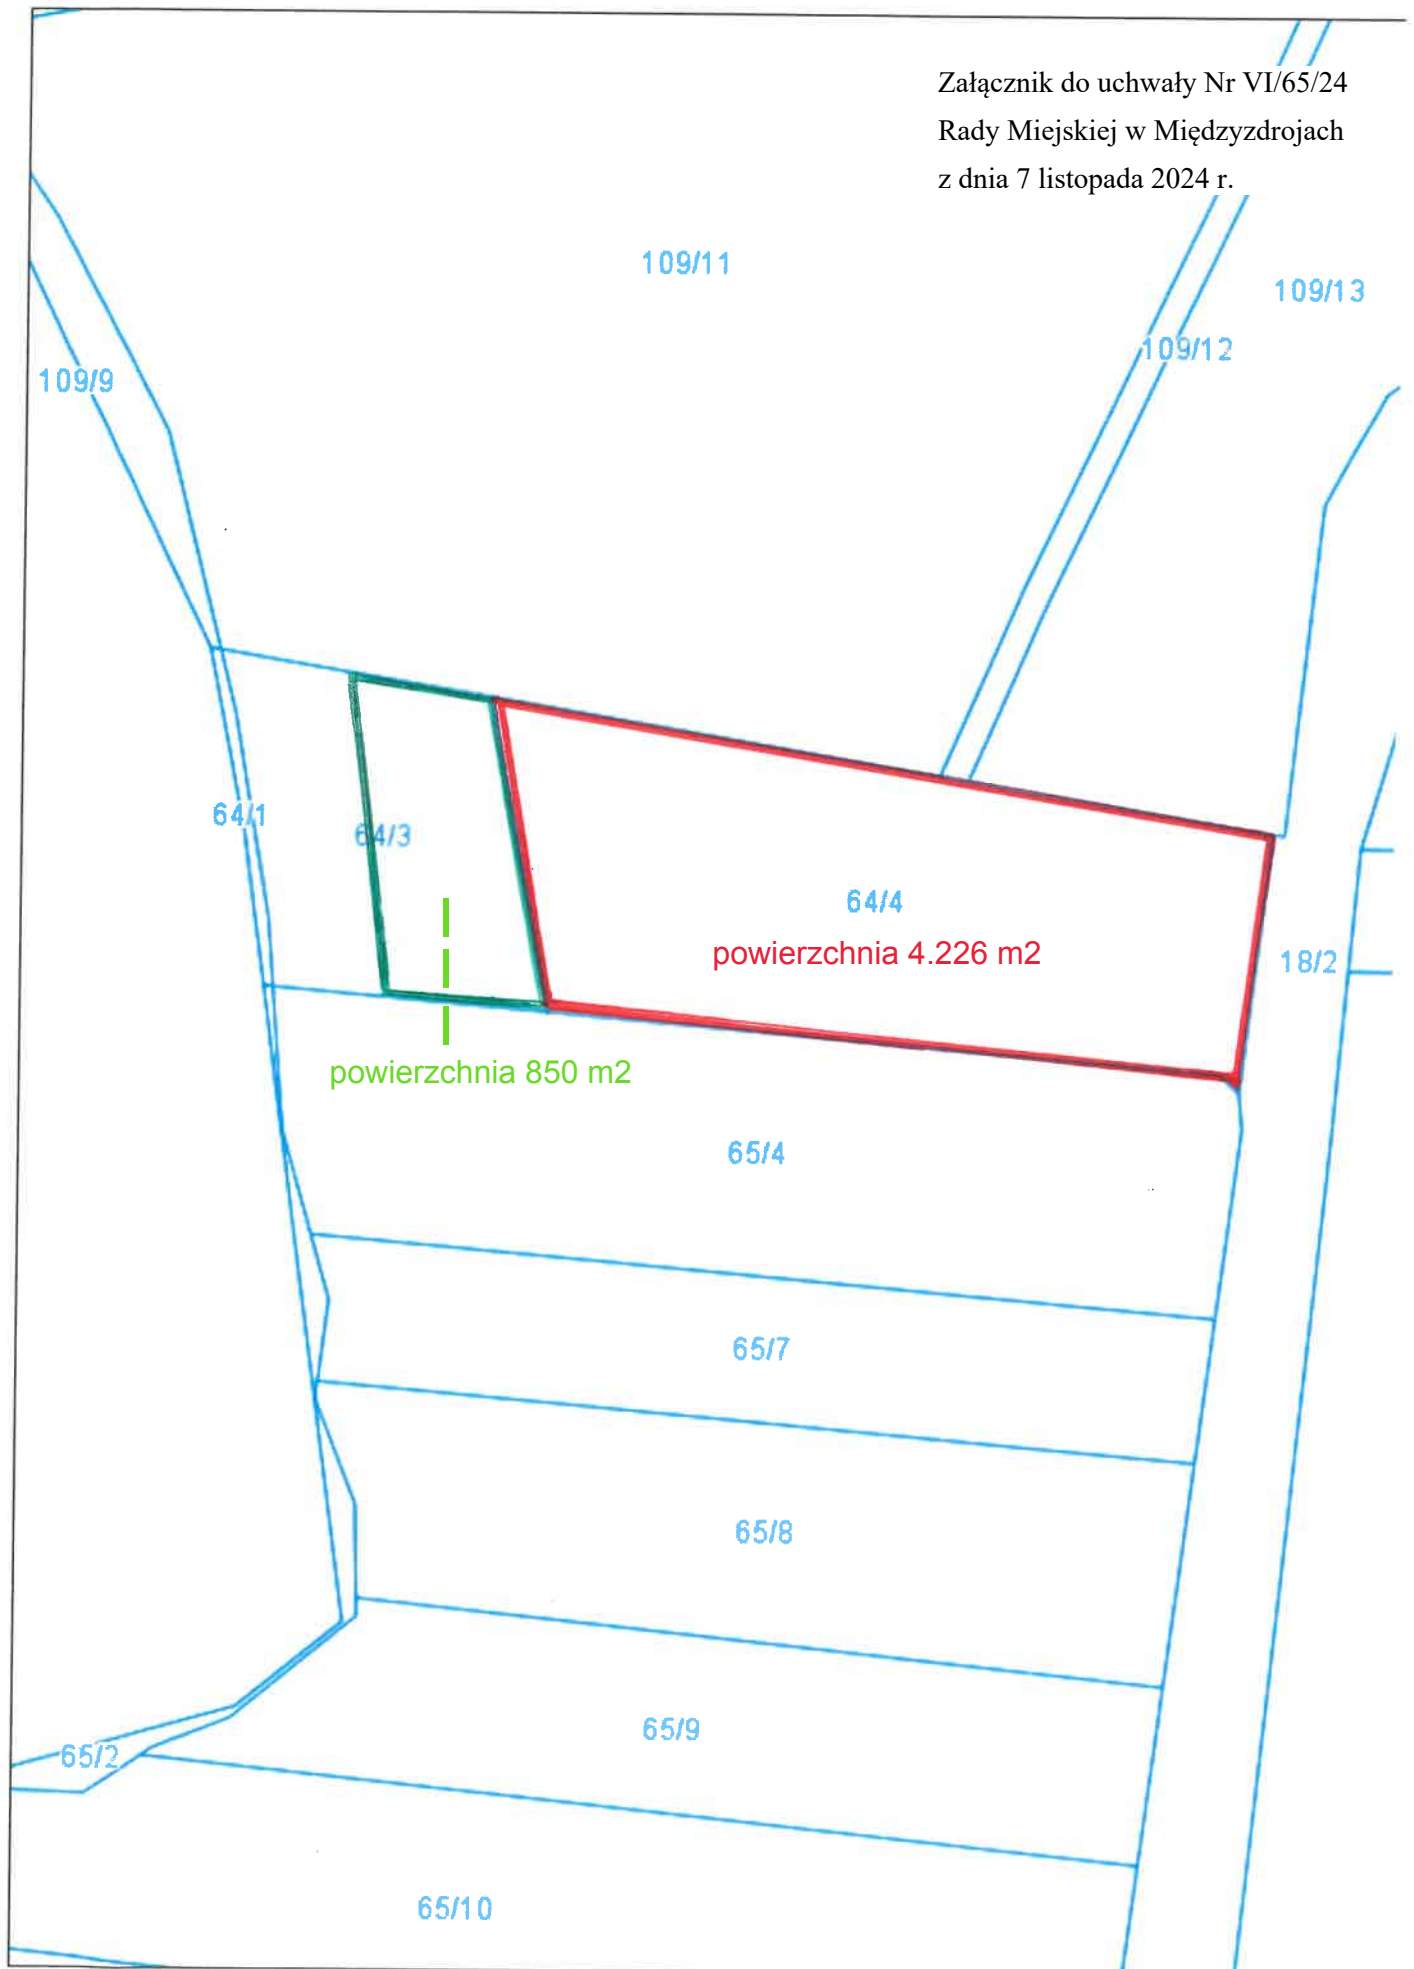 Załącznik do uchwały Nr VI/65/24
Rady Miejskiej w Międzyzdrojach
z dnia 7 listopada 2024 r.
109/11
109/13
109/12
109/9
64/1
64/3
64/4
powierzchnia 4.226 m2
18/2
powierzchnia 850 m2
65/4
65/7
65/8
65/9
65/2
65/10